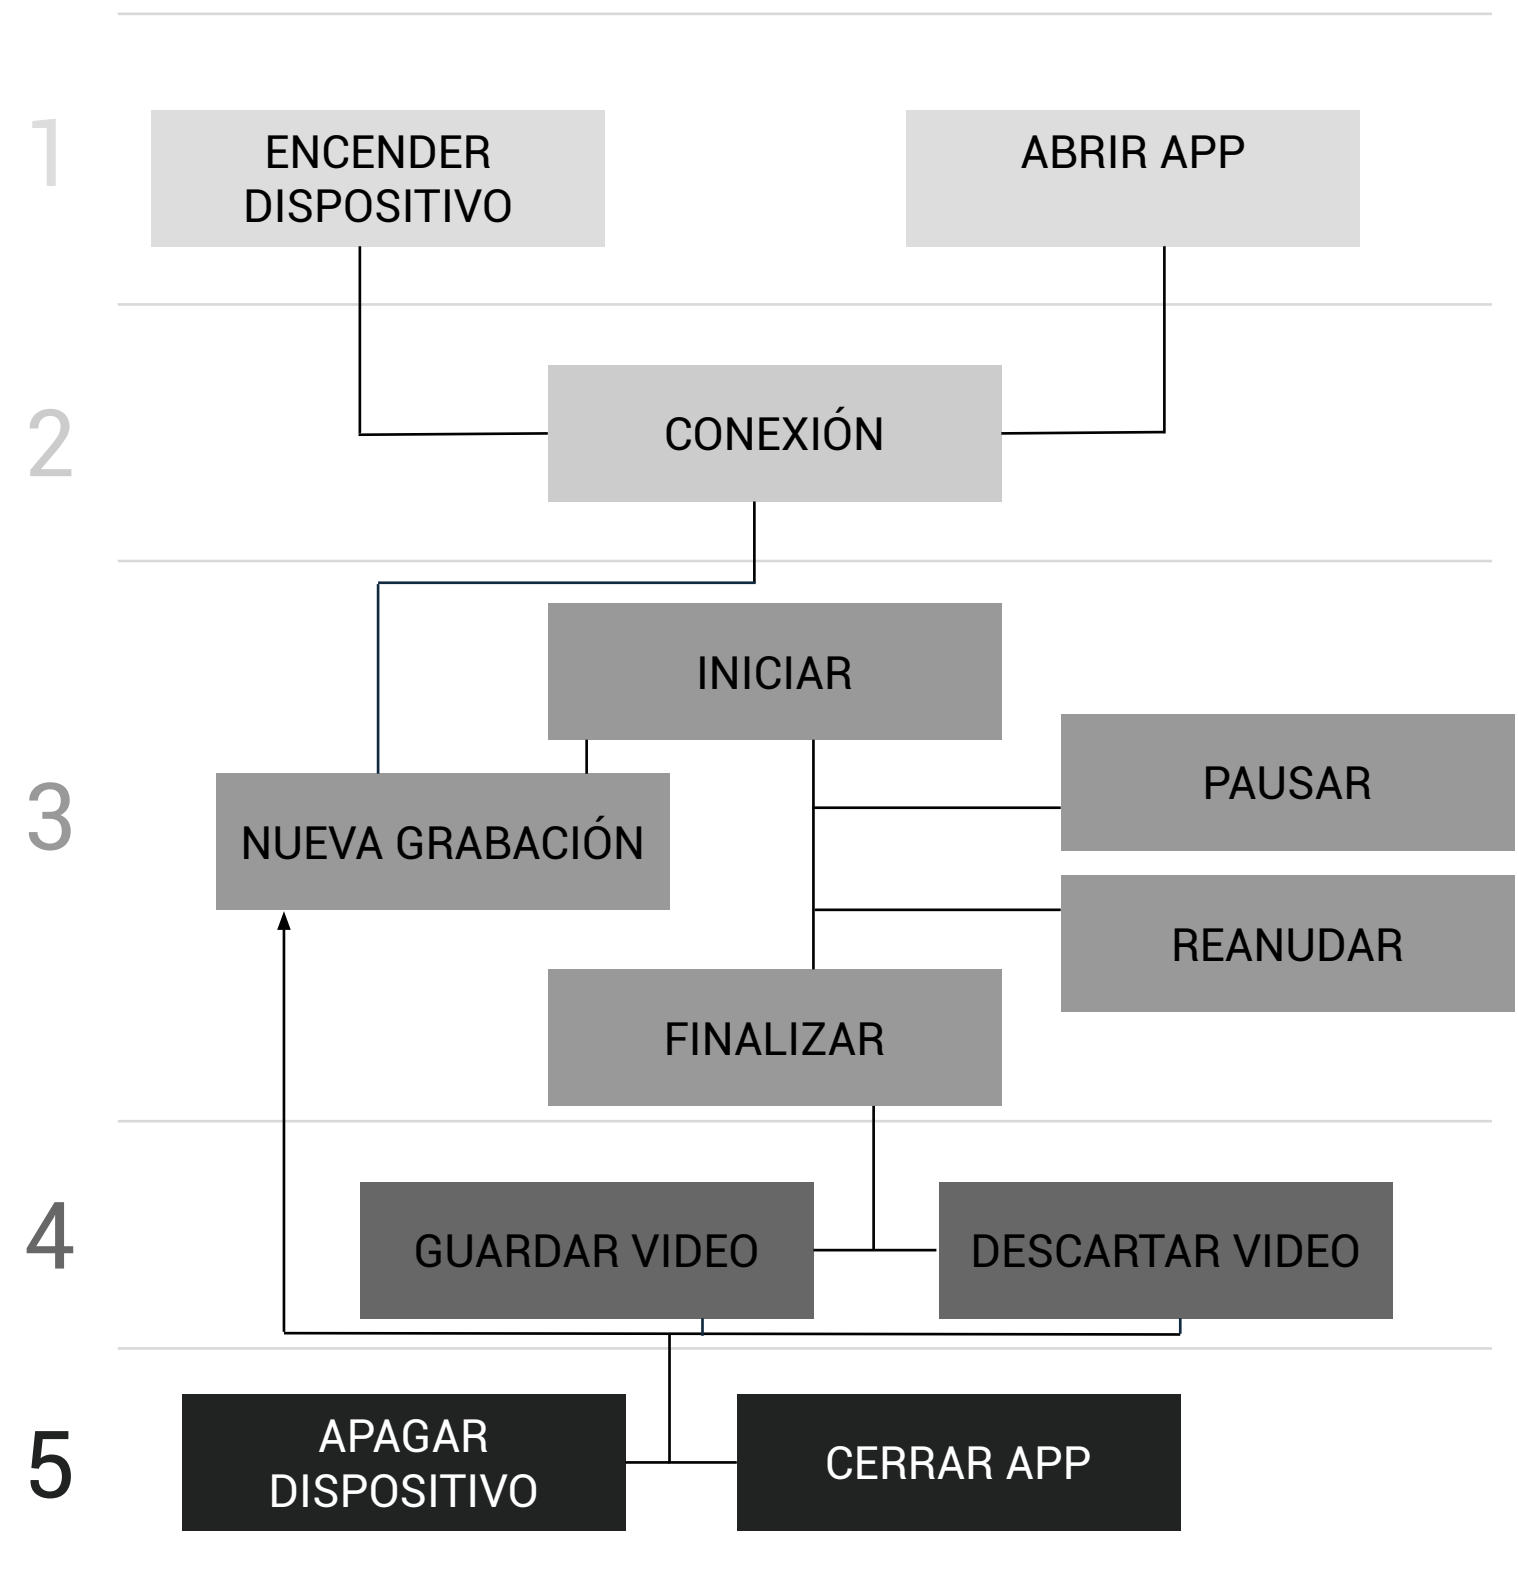 1
ENCENDER
DISPOSITIVO
ABRIR APP
2
CONEXIÓN
3
INICIAR
PAUSAR
NUEVA GRABACIÓN
REANUDAR
FINALIZAR
4
GUARDAR VIDEO
DESCARTAR VIDEO
5
APAGAR
DISPOSITIVO
CERRAR APP